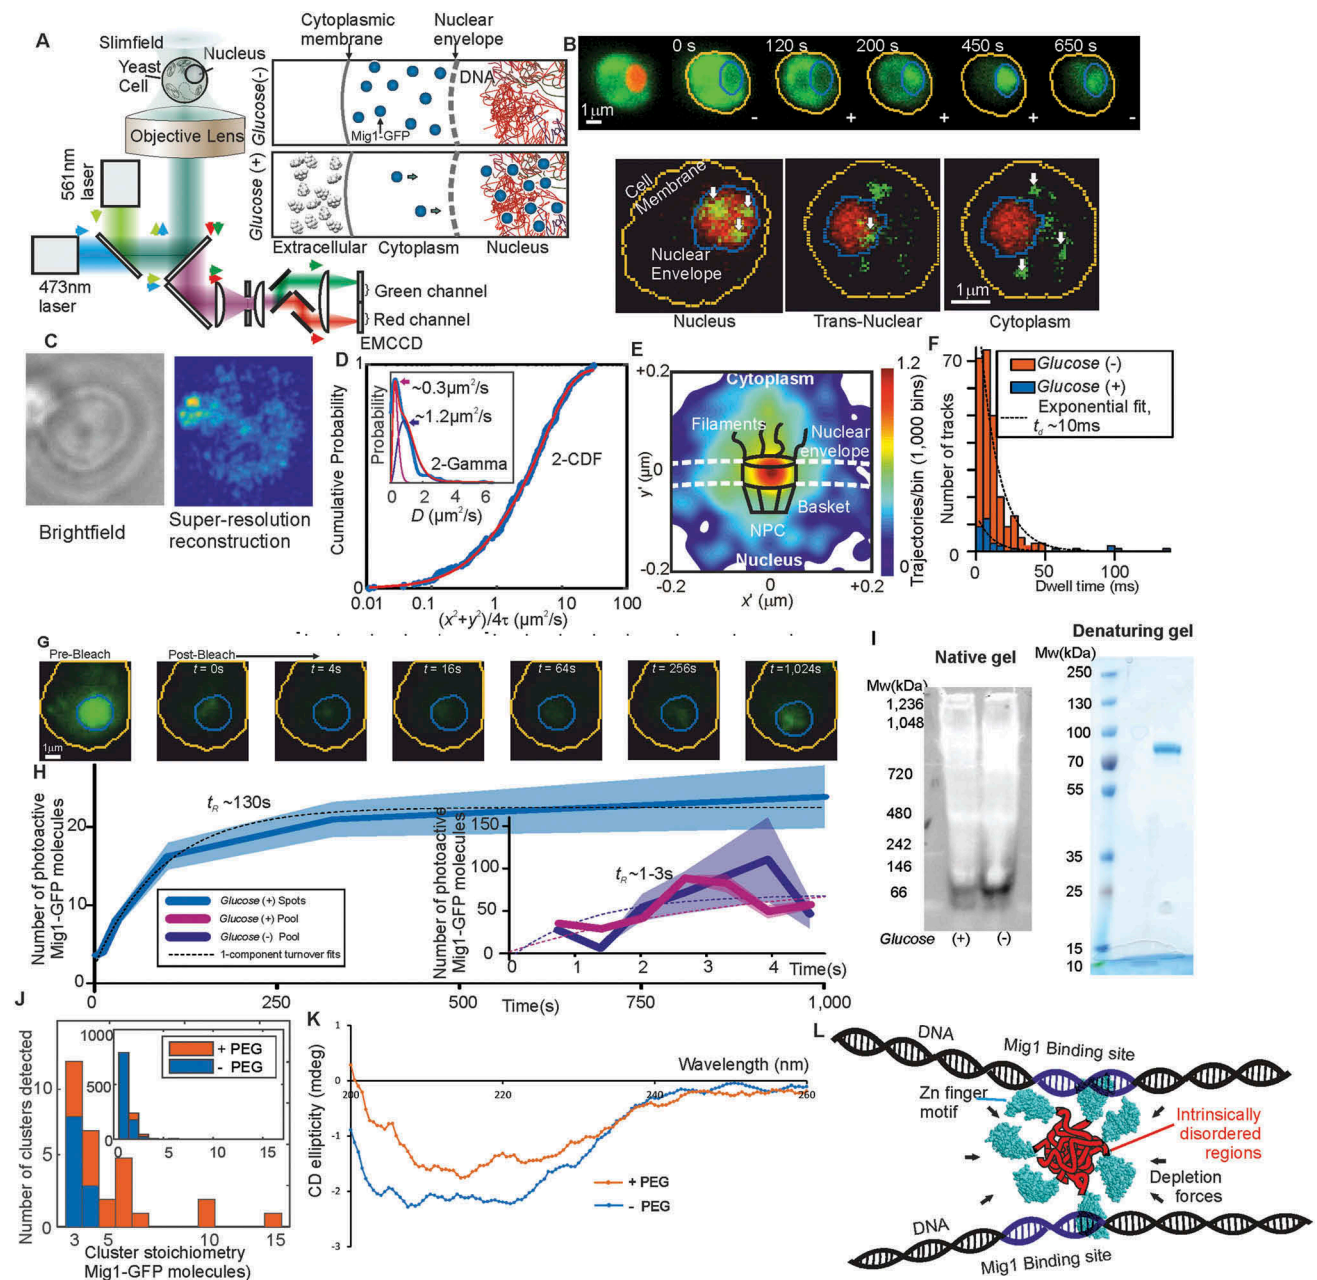 A
Slimfield
Nucleus
Yeast
Cell
Objective Lens
561nm
laser
473nm
laser
Cytoplasmic
membrane
Nuclear
envelope
Glucose(-)
DNA
Mig1-GFP
Glucose (+)
Extracellular
Cytoplasm
Nucleus
Green channel
Red channel
EMCCD
B
0 s
120 s
200 s
450 s
650 s
1μm
-
+
+
+
-
Cell
Membrane
Nuclear
Envelope
1μm
Nucleus
Trans-Nuclear
Cytoplasm
C
Brightfield
Super-resolution
reconstruction
D
Cumulative Probability
1
0
Probability
~0.3μm²/s
~1.2μm²/s
2-Gamma
2-CDF
0 2 4 6
D (μm²/s)
0.01 0.1 1 10 100
(x²+y²)/4τ (μm²/s)
E
+0.2
y' (μm)
0
-0.2
Cytoplasm
Filaments
Nuclear
envelope
Basket
NPC
Nucleus
-0.2 0 +0.2
x' (μm)
1.2
0
Trajectories/bin (1,000 bins)
F
Number of tracks
70
0
Glucose (-)
Glucose (+)
Exponential fit,
t_d ~10ms
0 50 100
Dwell time (ms)
G
Pre-Bleach
Post-Bleach
t = 0s
t = 4s
t = 16s
t = 64s
t = 256s
t =1,024s
1μm
H
Number of photoactive
Mig1-GFP molecules
20
10
0
t_R ~130s
Glucose (+) Spots
Glucose (+) Pool
Glucose (-) Pool
1-component turnover fits
Number of photoactive
Mig1-GFP molecules
150
100
50
0
t_R~1-3s
0 1 2 3 4 Time(s)
0 250 500 Time(s) 750 1,000
I
Native gel
Mw(kDa)
1,236
1,048
720
480
242
146
66
Glucose (+) (-)
Denaturing gel
Mw(kDa)
250
130
100
70
55
35
25
15
10
J
Number of clusters detected
10
5
0
1000
500
0
+ PEG
- PEG
0 5 10 15
3 5 10 15
Cluster stoichiometry
Mig1-GFP molecules)
K
CD ellipticity (mdeg)
1
0
-1
-2
-3
Wavelength (nm)
200 220 240 260
+ PEG
- PEG
L
DNA
Mig1 Binding site
Zn finger
motif
Intrinsically
disordered
regions
Depletion
forces
DNA
Mig1 Binding site